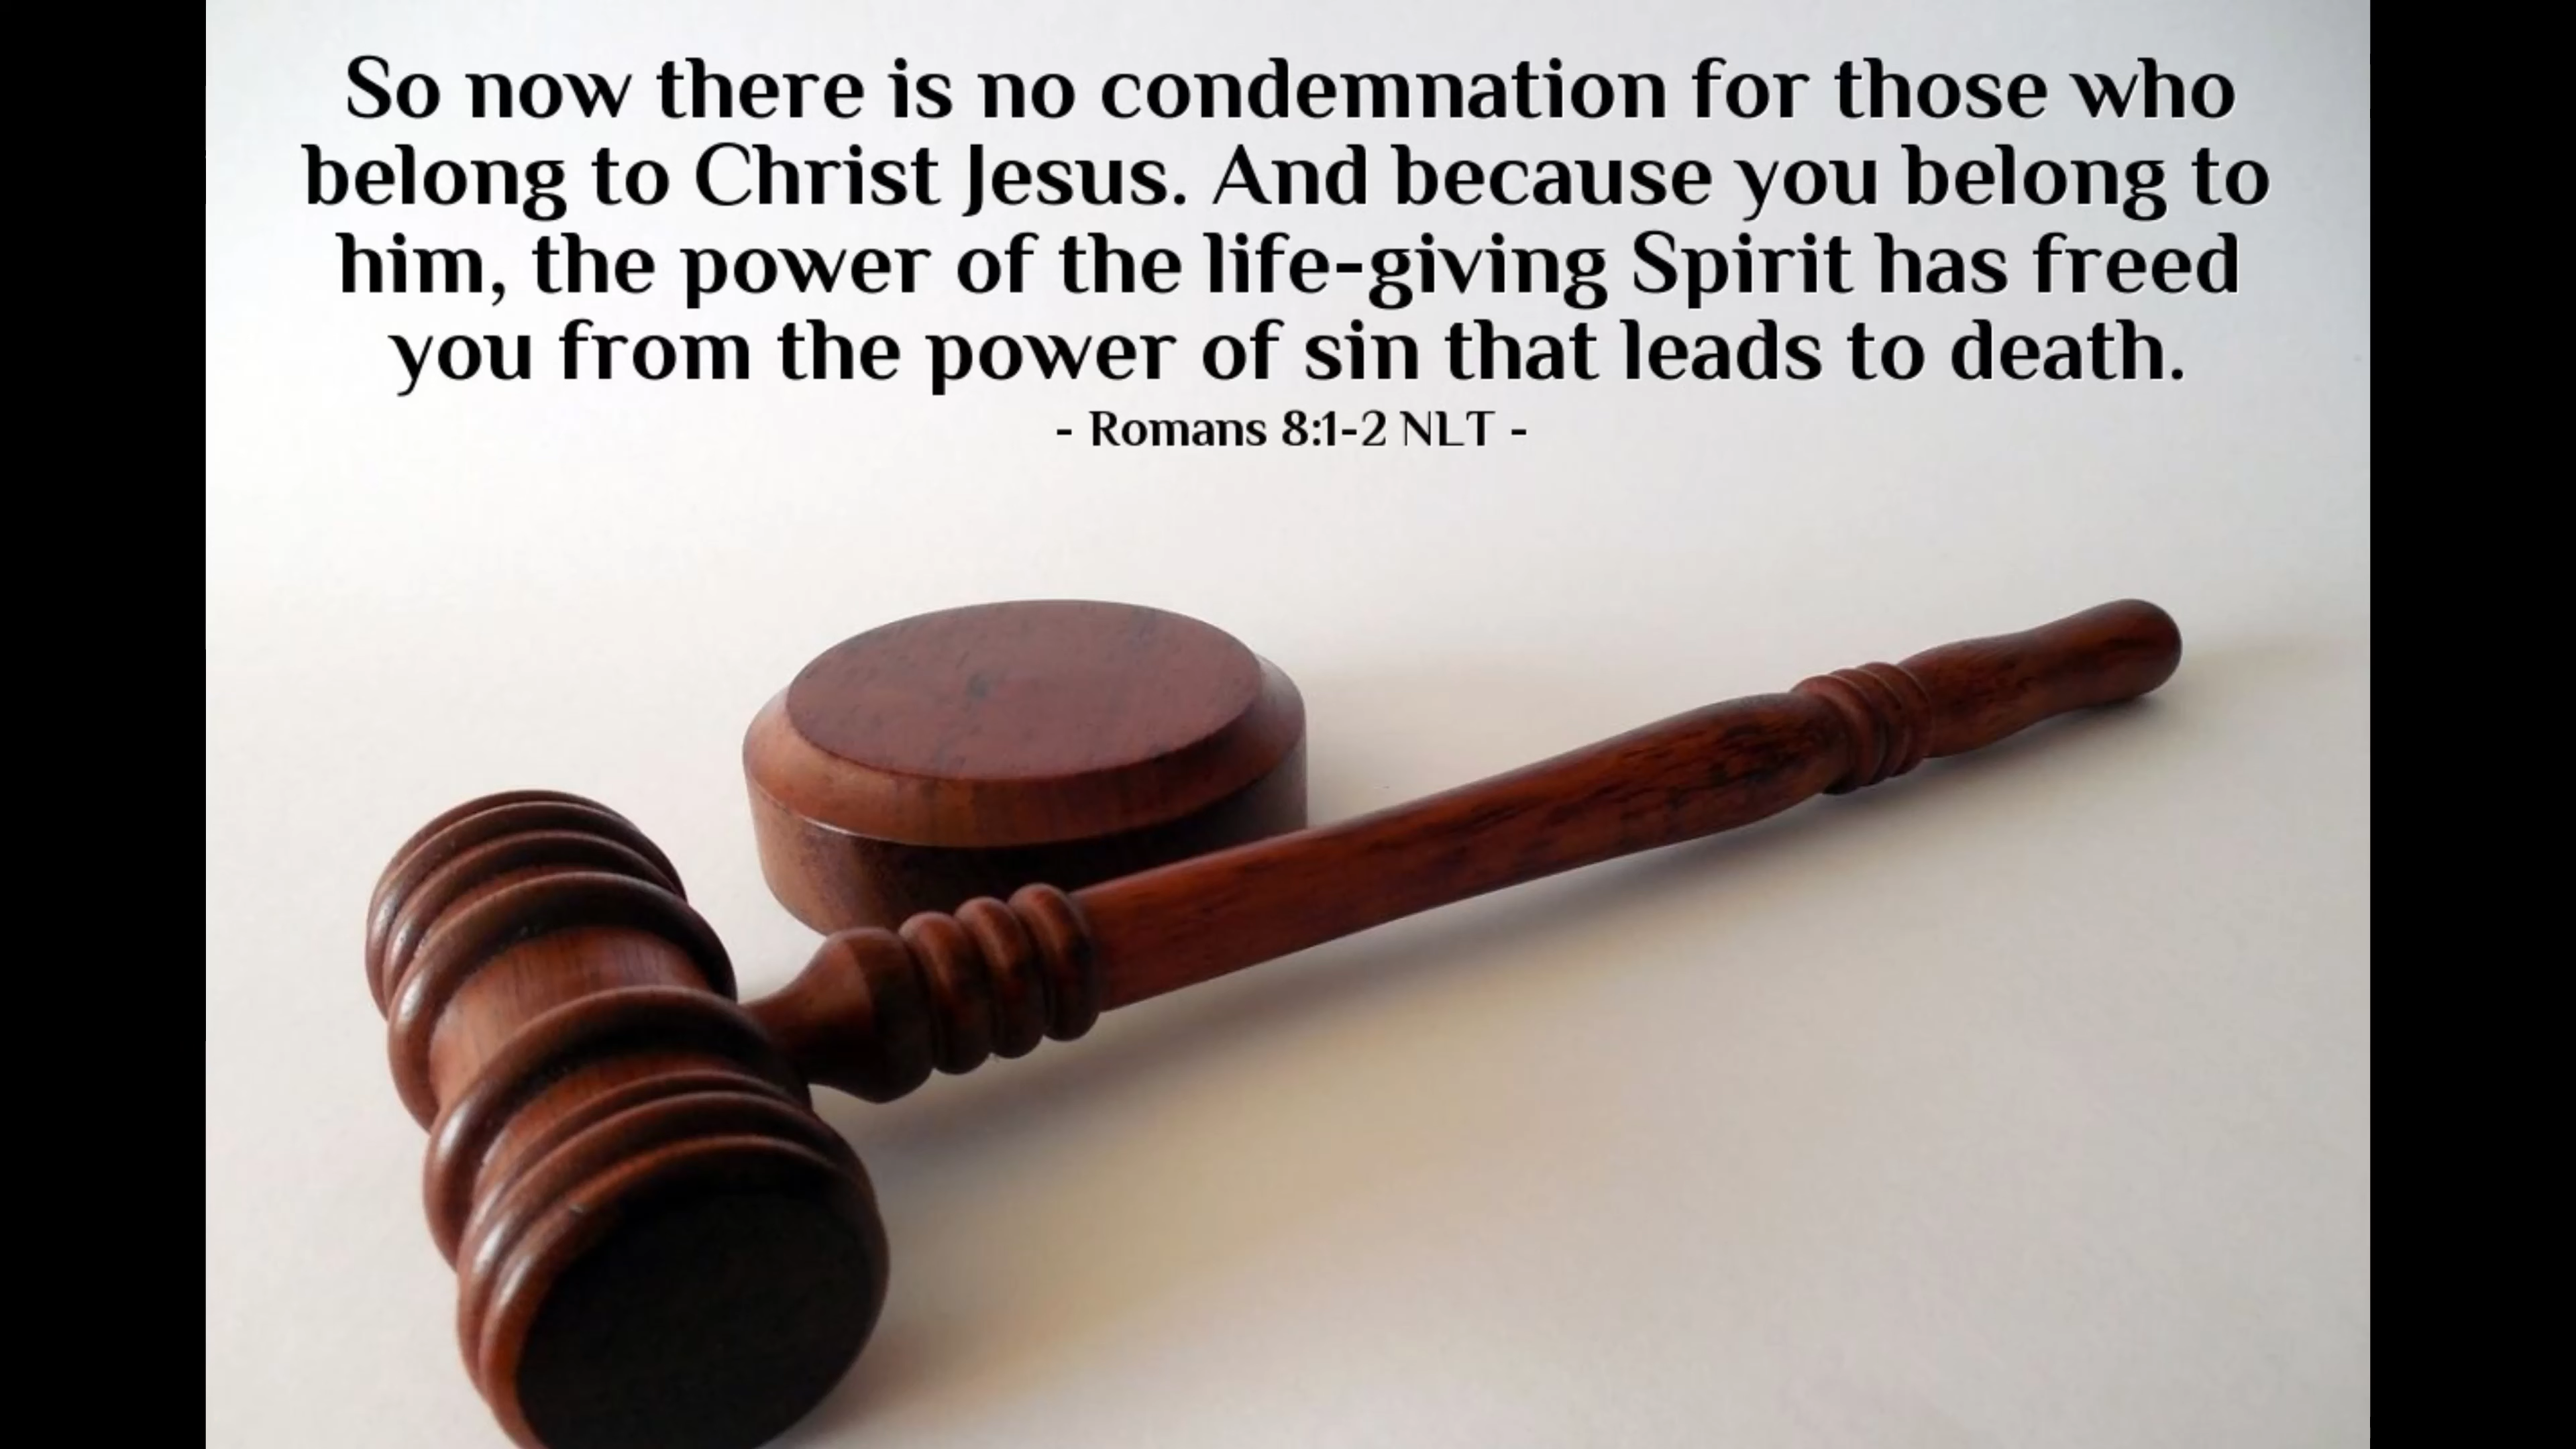 So now there is no condemnation for those who
belong to Christ Jesus. And because you belong to
him, the power of the life-giving Spirit has freed
you from the power of sin that leads to death.
- Romans 8:1-2 NLT -